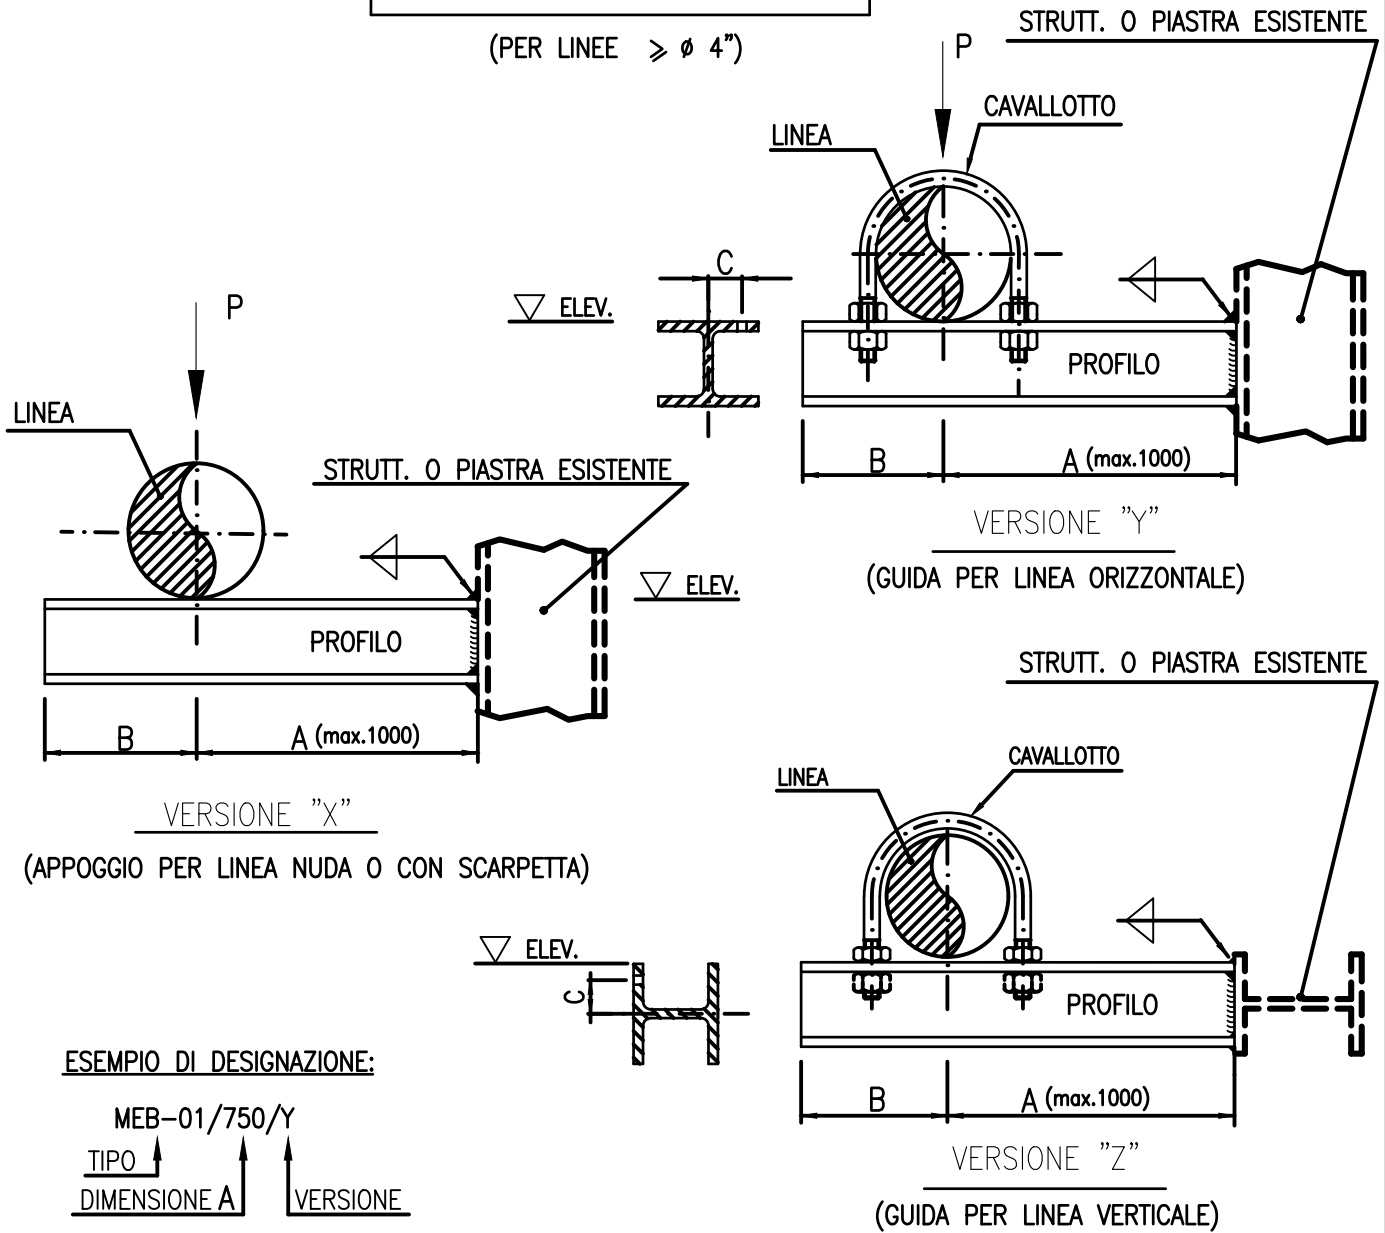 (PER LINEE ⩾ ø 4")
P
STRUTT. O PIASTRA ESISTENTE
CAVALLOTTO
LINEA
C
ELEV.
PROFILO
B
A (max.1000)
VERSIONE "Y"
(GUIDA PER LINEA ORIZZONTALE)
P
LINEA
STRUTT. O PIASTRA ESISTENTE
ELEV.
PROFILO
B
A (max.1000)
VERSIONE "X"
(APPOGGIO PER LINEA NUDA O CON SCARPETTA)
STRUTT. O PIASTRA ESISTENTE
CAVALLOTTO
LINEA
ELEV.
C
PROFILO
B
A (max.1000)
VERSIONE "Z"
(GUIDA PER LINEA VERTICALE)
ESEMPIO DI DESIGNAZIONE:
MEB-01/750/Y
TIPO
DIMENSIONE A
VERSIONE